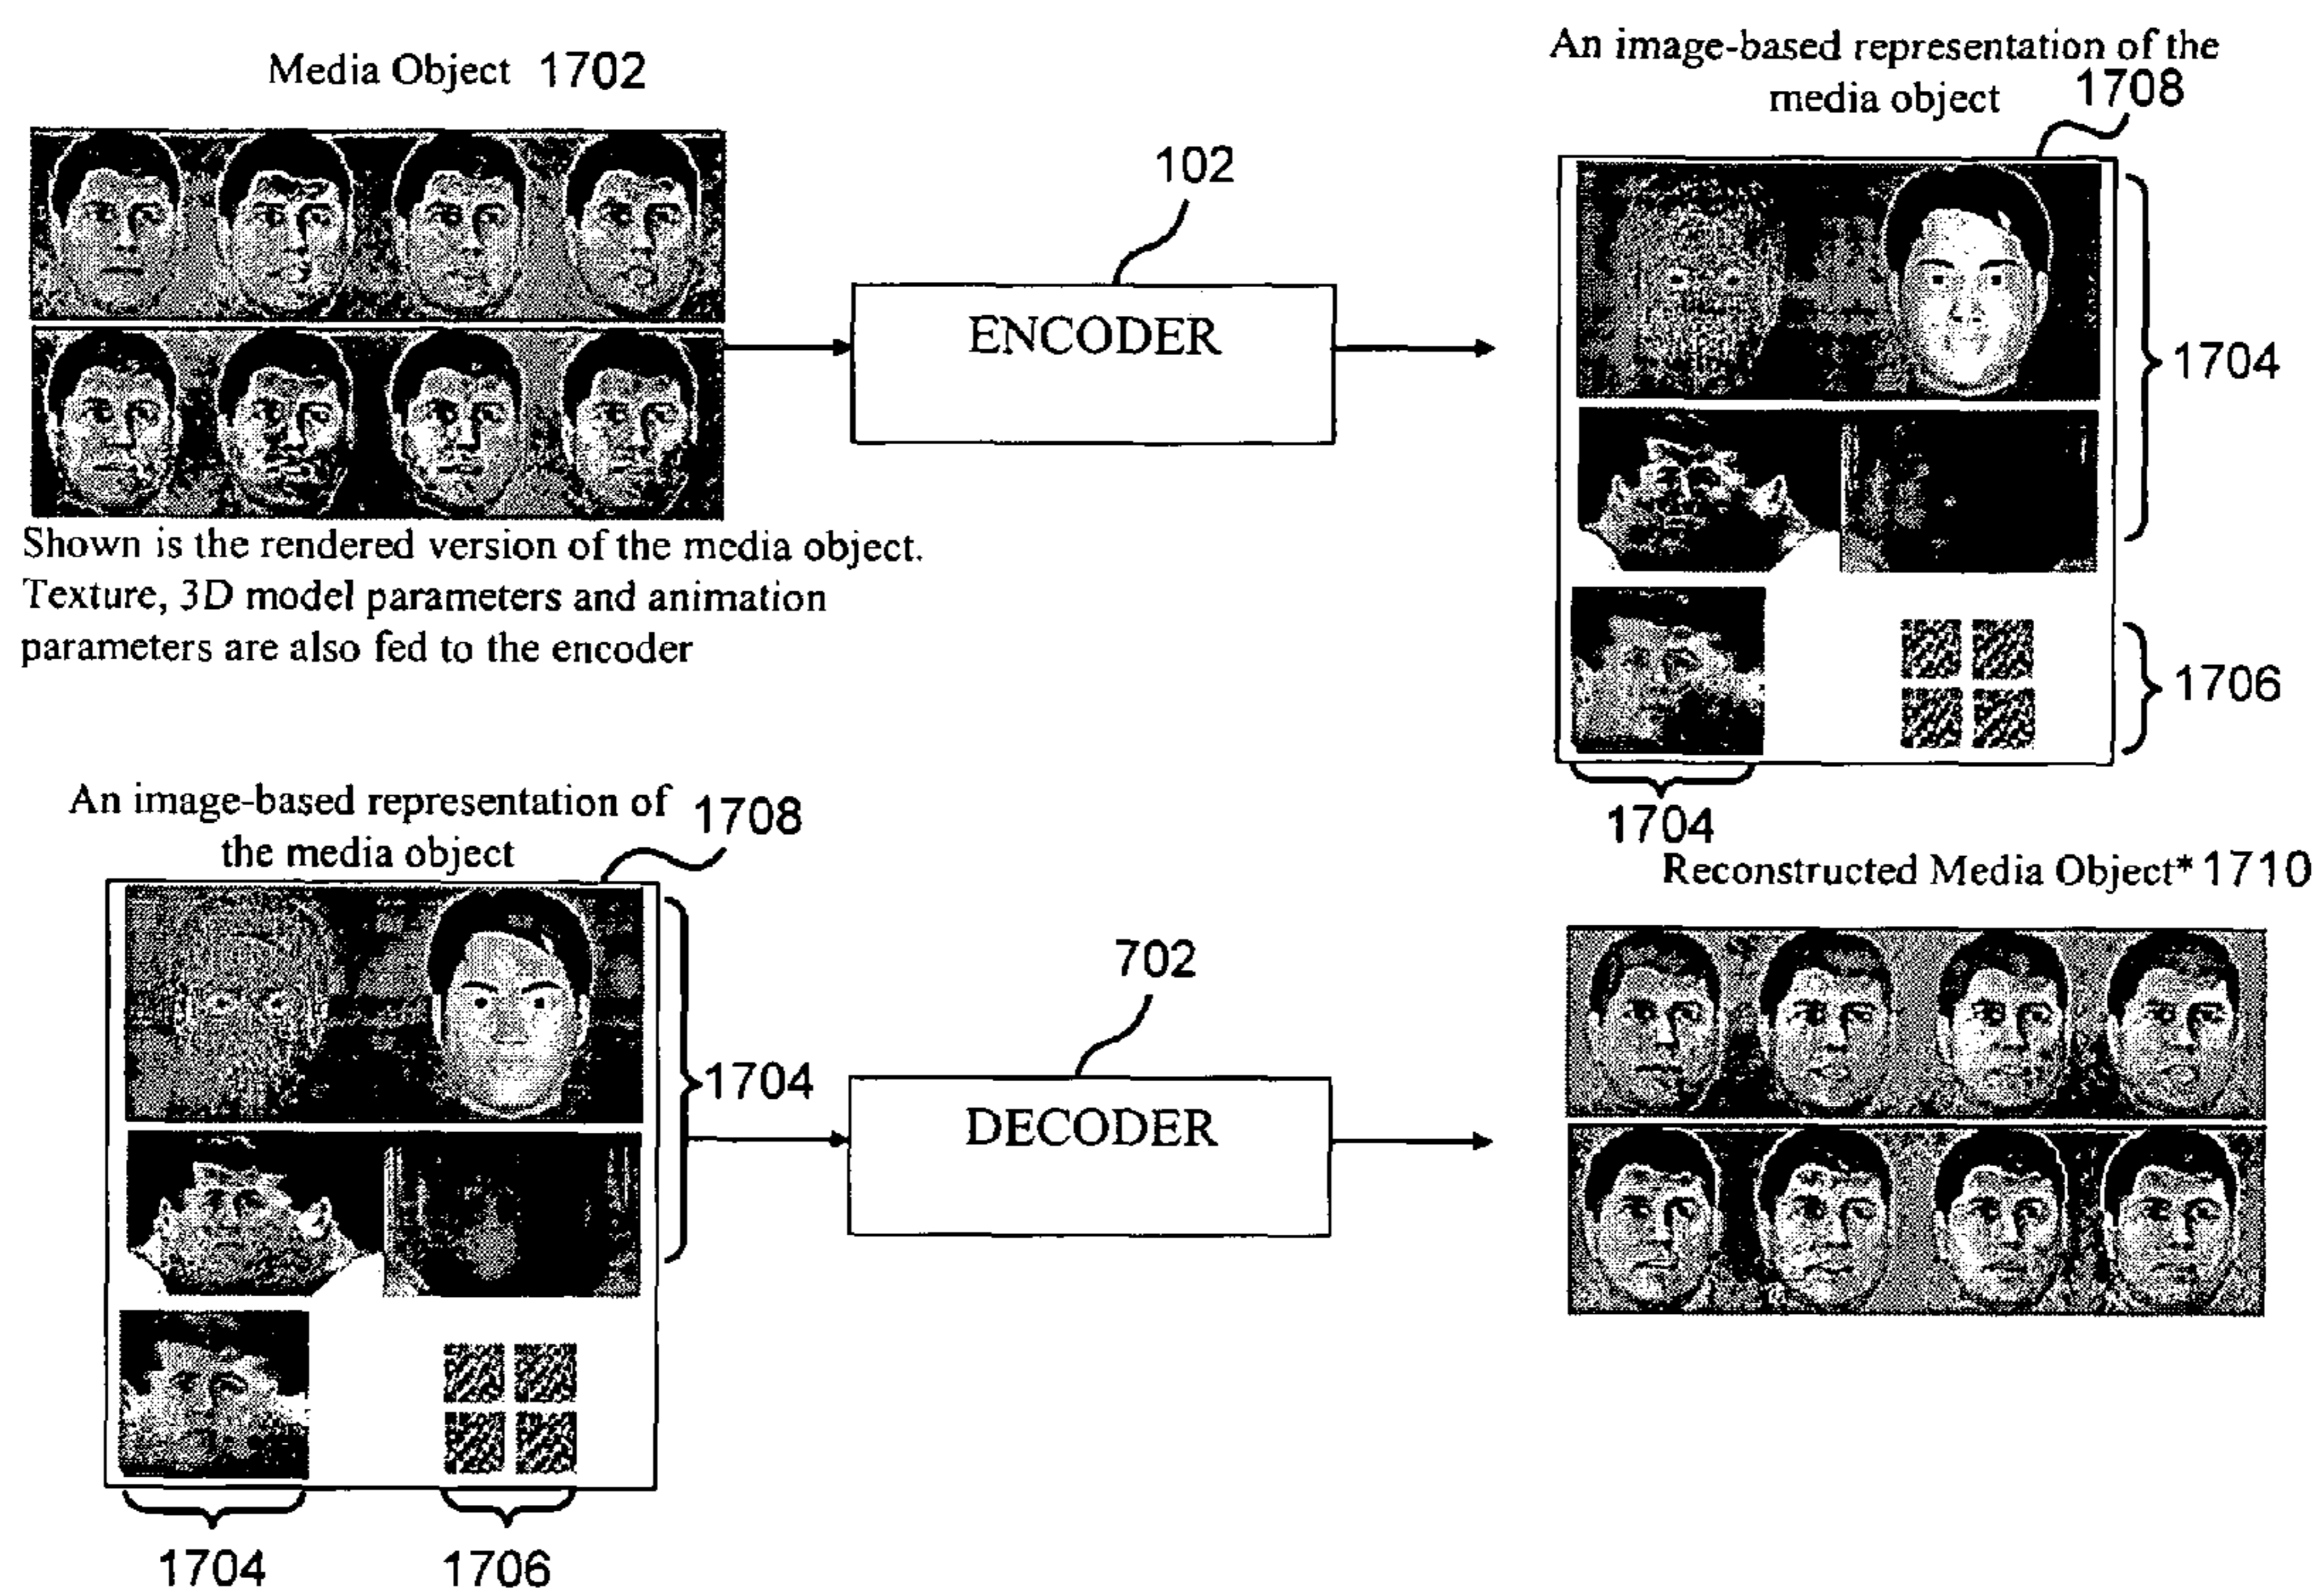 Media Object 1702
An image-based representation of the
media object 1708
102
ENCODER
1704
Shown is the rendered version of the media object.
Texture, 3D model parameters and animation
parameters are also fed to the encoder
1706
1704
An image-based representation of 1708
the media object
Reconstructed Media Object* 1710
702
1704
DECODER
1704 1706